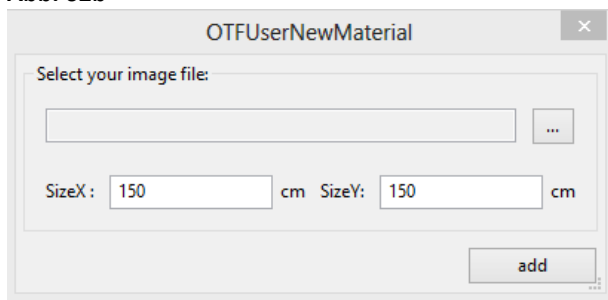 OTFUserNewMaterial
Select your image file:
...
SizeX : 150 cm SizeY: 150 cm
add